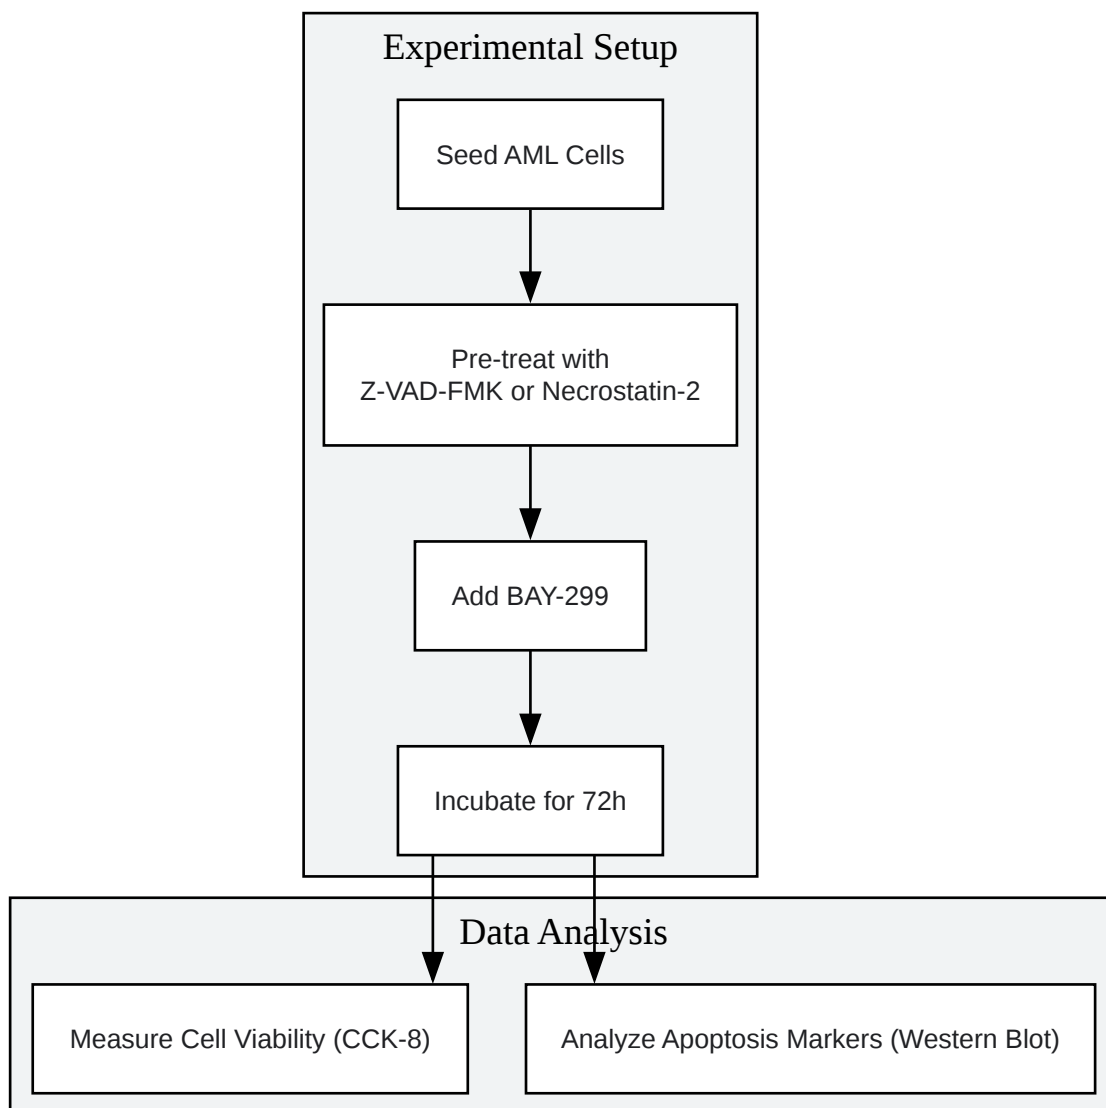 Experimental Setup
Seed AML Cells
Pre-treat with
Z-VAD-FMK or Necrostatin-2
Add BAY-299
Incubate for 72h
Data Analysis
Measure Cell Viability (CCK-8)
Analyze Apoptosis Markers (Western Blot)